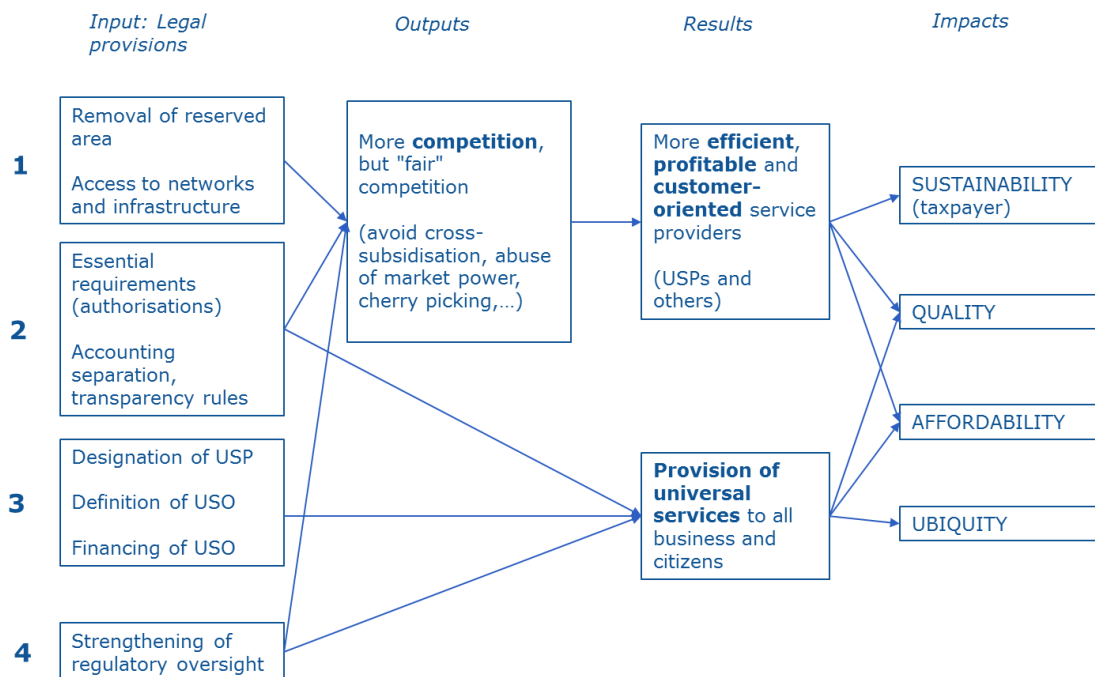 Input: Legal
provisions
Outputs
Results
Impacts
1
Removal of reserved
area
Access to networks
and infrastructure
2
Essential
requirements
(authorisations)
Accounting
separation,
transparency rules
3
Designation of USP
Definition of USO
Financing of USO
4
Strengthening of
regulatory oversight
More competition,
but "fair"
competition
(avoid cross-
subsidisation, abuse
of market power,
cherry picking,...)
More efficient,
profitable and
customer-
oriented service
providers
(USPs and
others)
Provision of
universal
services to all
business and
citizens
SUSTAINABILITY
(taxpayer)
QUALITY
AFFORDABILITY
UBIQUITY